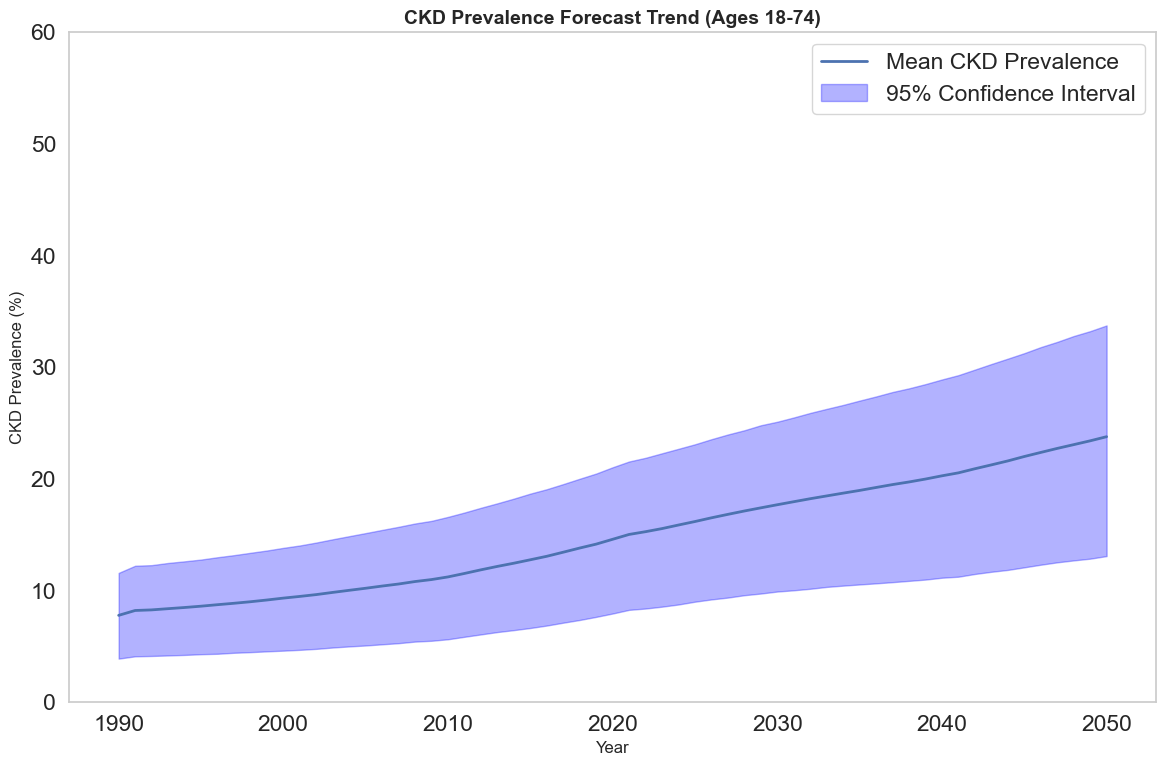 CKD Prevalence Forecast Trend (Ages 18-74)
Mean CKD Prevalence
95% Confidence Interval
CKD Prevalence (%)
60
50
40
30
20
10
0
1990 2000 2010 2020 2030 2040 2050
Year